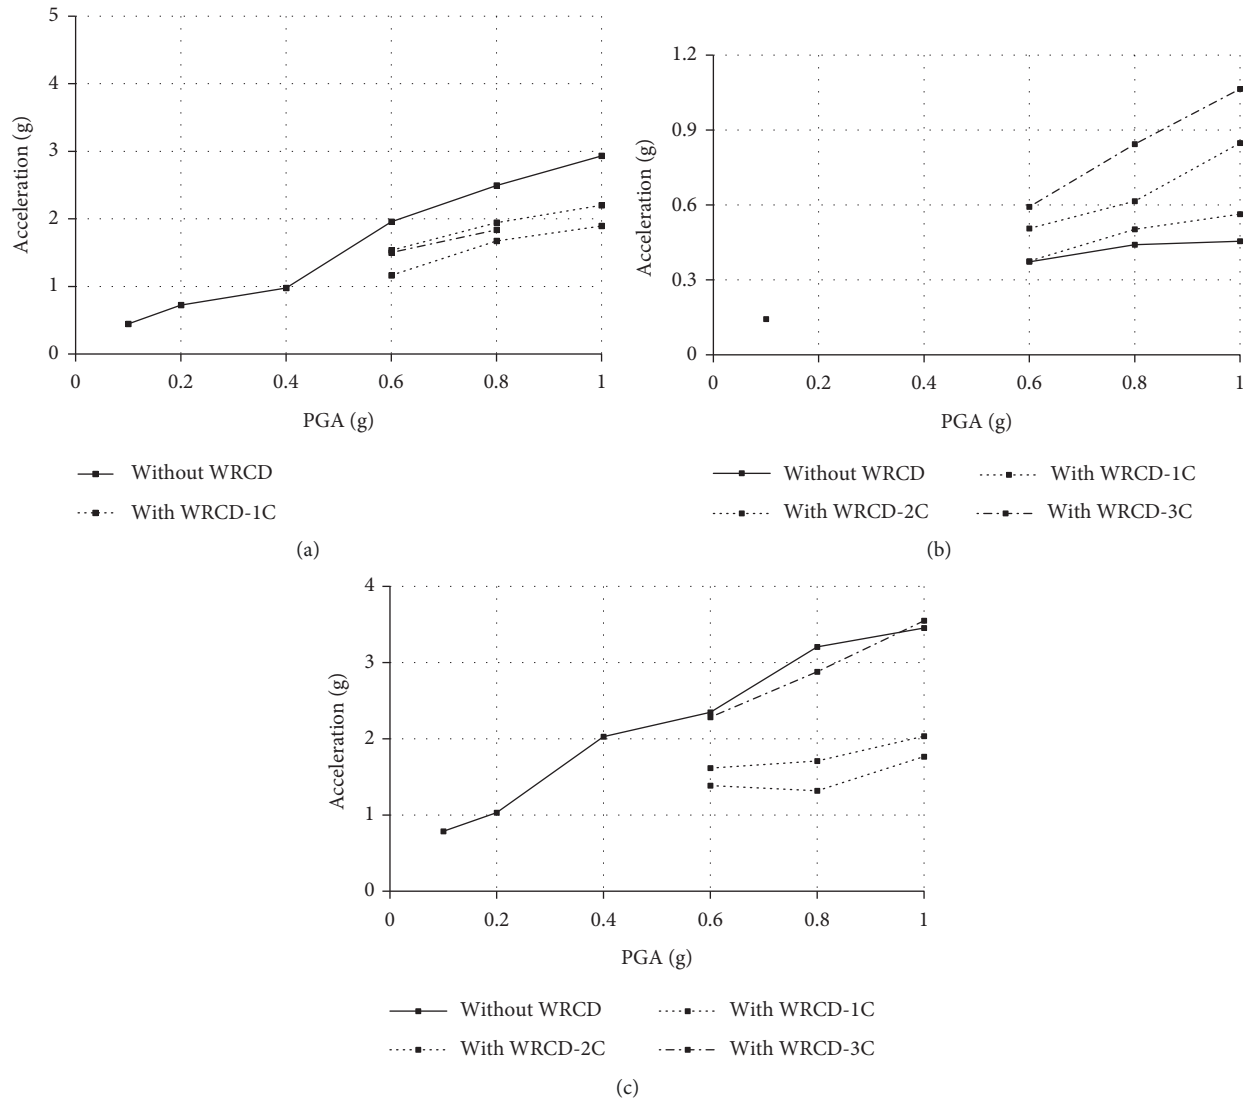 5
4
3
2
1
0
Acceleration (g)
0 0.2 0.4 0.6 0.8 1
PGA (g)
Without WRCD
With WRCD-1C
(a)
1.2
0.9
0.6
0.3
0
Acceleration (g)
0 0.2 0.4 0.6 0.8 1
PGA (g)
Without WRCD With WRCD-1C
With WRCD-2C With WRCD-3C
(b)
4
3
2
1
0
Acceleration (g)
0 0.2 0.4 0.6 0.8 1
PGA (g)
Without WRCD With WRCD-1C
With WRCD-2C With WRCD-3C
(c)